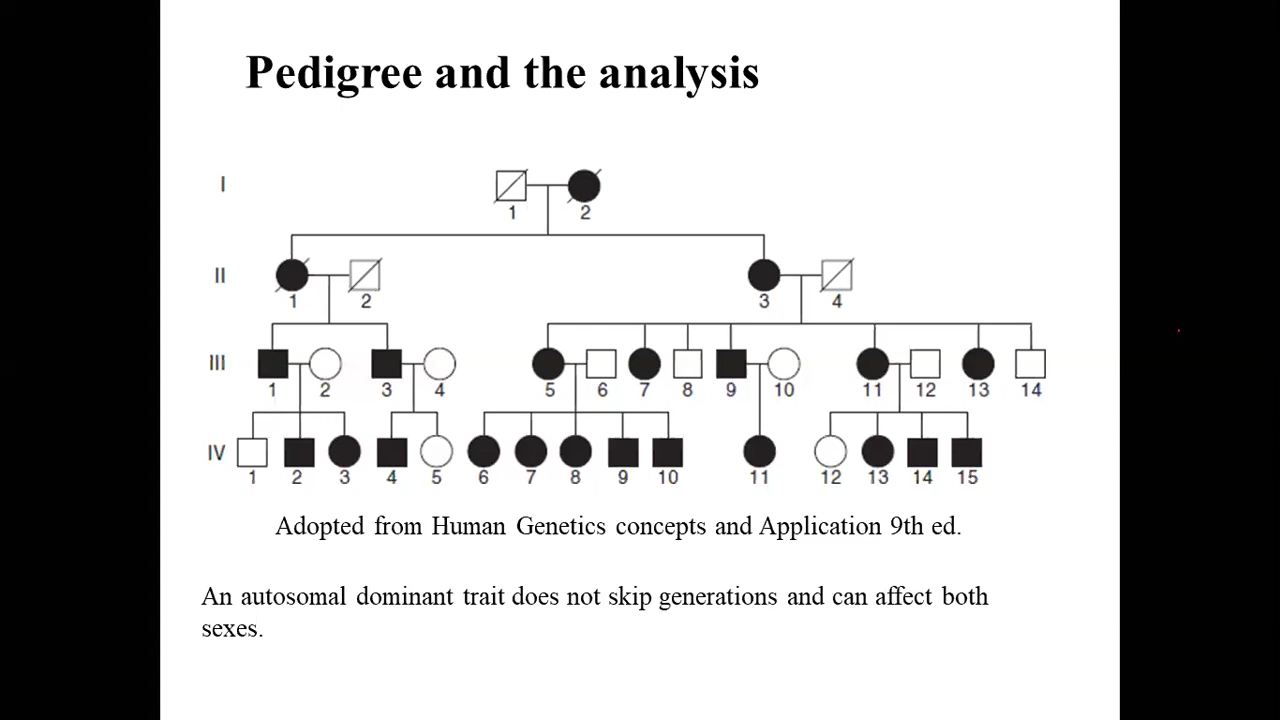 Pedigree and the analysis
I
1 2
II
1 2 3 4
III
1 2 3 4 5 6 7 8 9 10 11 12 13 14
IV
1 2 3 4 5 6 7 8 9 10 11 12 13 14 15
Adopted from Human Genetics concepts and Application 9th ed.
An autosomal dominant trait does not skip generations and can affect both
sexes.